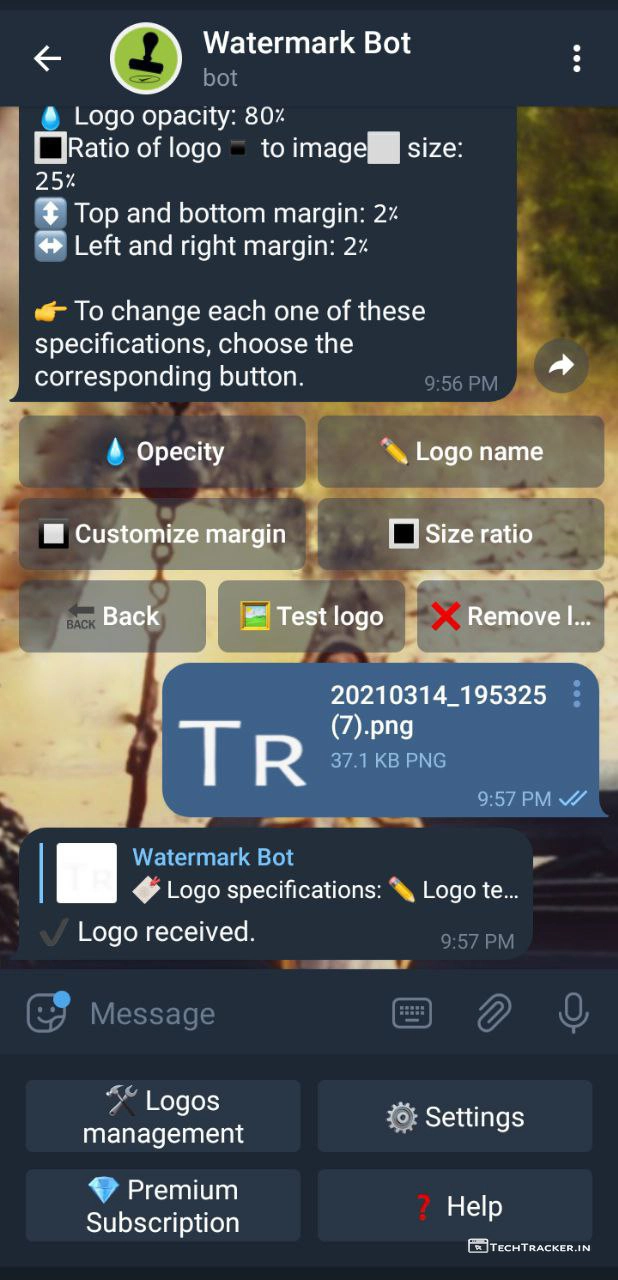 Watermark Bot
bot
💧 Logo opacity: 80%
🔲Ratio of logo▪️ to image⬜ size:
25%
↕️ Top and bottom margin: 2%
↔️ Left and right margin: 2%
👉 To change each one of these
specifications, choose the
corresponding button.
9:56 PM
💧 Opecity
✏️ Logo name
🔳 Customize margin
🔲 Size ratio
🔙 Back
🖼 Test logo
❌ Remove l...
TR
20210314_195325
(7).png
37.1 KB PNG
9:57 PM
Watermark Bot
🏷 Logo specifications: ✏️ Logo te...
✔️ Logo received.
9:57 PM
Message
🛠 Logos
management
⚙️ Settings
💎 Premium
Subscription
❓ Help
TECHTRACKER.IN